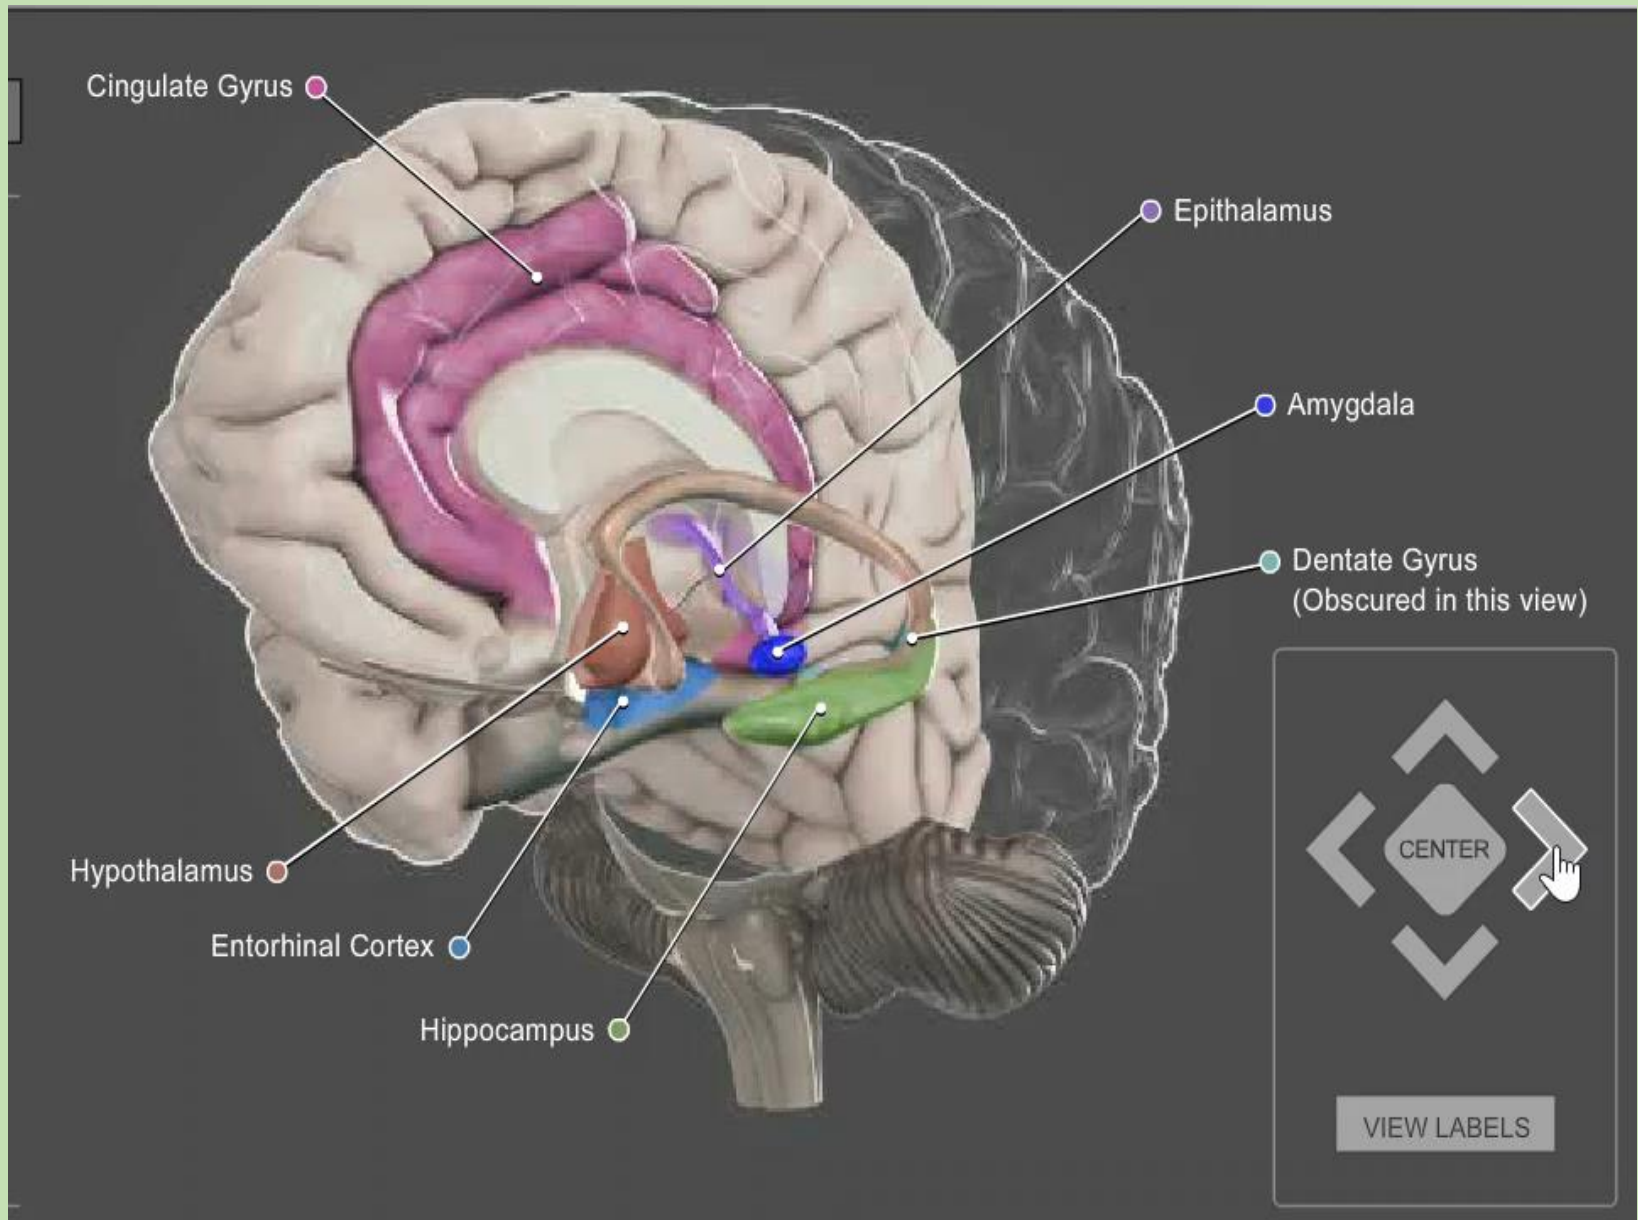 Cingulate Gyrus
Epithalamus
Amygdala
Dentate Gyrus
(Obscured in this view)
CENTER
Hypothalamus
Entorhinal Cortex
Hippocampus
VIEW LABELS